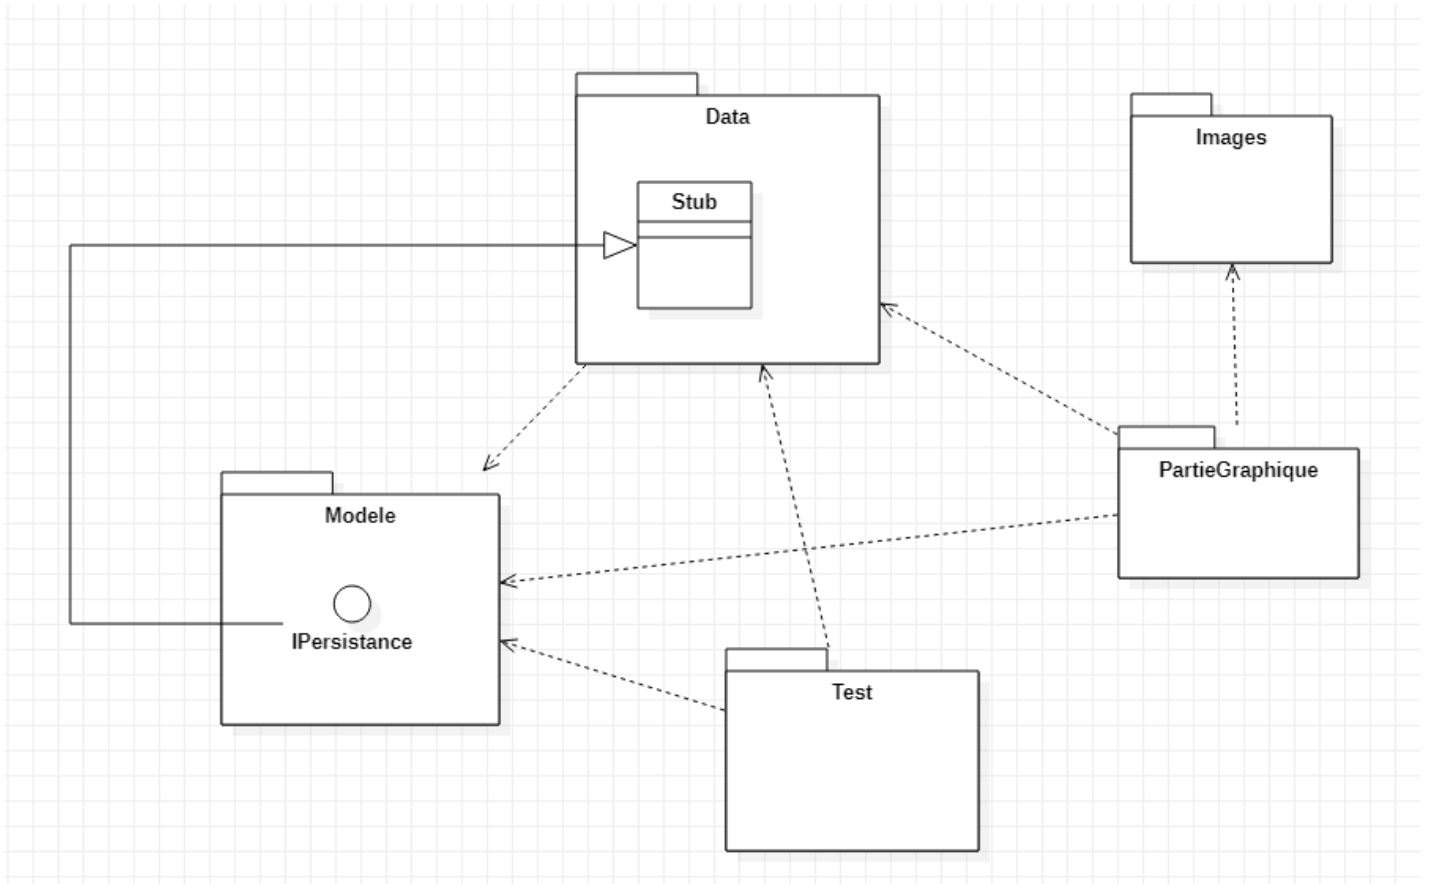 Data
Images
Stub
PartieGraphique
Modele
IPersistance
Test